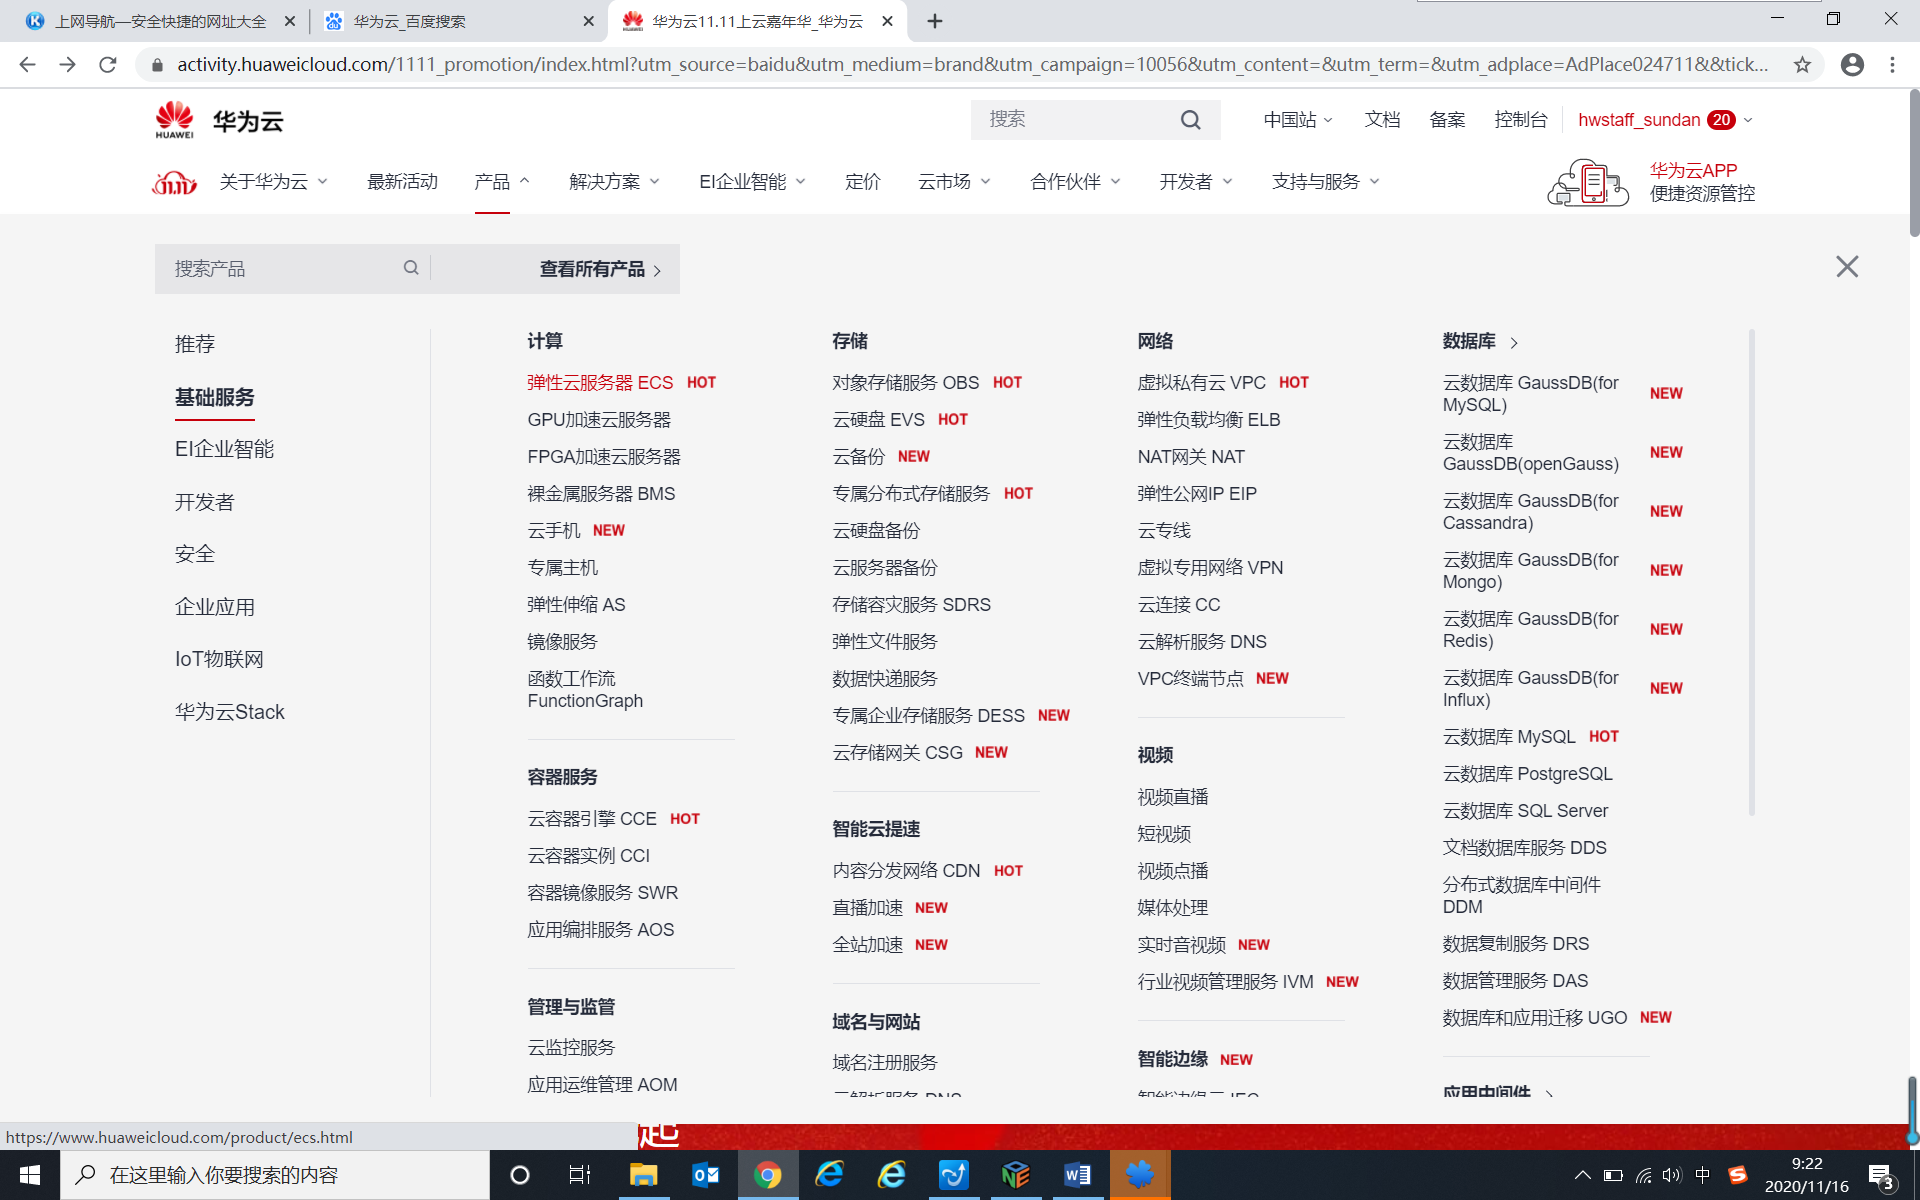 上网导航—安全快捷的网址大全
华为云_百度搜索
华为云11.11上云嘉年华_华为云
activity.huaweicloud.com/1111_promotion/index.html?utm_source=baidu&utm_medium=brand&utm_campaign=10056&utm_content=&utm_term=&utm_adplace=AdPlace024711&&tick...
HUAWEI
华为云
搜索
中国站
文档
备案
控制台
hwstaff_sundan 20
11.11
关于华为云
最新活动
产品
解决方案
EI企业智能
定价
云市场
合作伙伴
开发者
支持与服务
华为云APP
便捷资源管控
搜索产品
查看所有产品
推荐
基础服务
EI企业智能
开发者
安全
企业应用
IoT物联网
华为云Stack
计算
弹性云服务器 ECS HOT
GPU加速云服务器
FPGA加速云服务器
裸金属服务器 BMS
云手机 NEW
专属主机
弹性伸缩 AS
镜像服务
函数工作流
FunctionGraph
容器服务
云容器引擎 CCE HOT
云容器实例 CCI
容器镜像服务 SWR
应用编排服务 AOS
管理与监管
云监控服务
应用运维管理 AOM
存储
对象存储服务 OBS HOT
云硬盘 EVS HOT
云备份 NEW
专属分布式存储服务 HOT
云硬盘备份
云服务器备份
存储容灾服务 SDRS
弹性文件服务
数据快递服务
专属企业存储服务 DESS NEW
云存储网关 CSG NEW
智能云提速
内容分发网络 CDN HOT
直播加速 NEW
全站加速 NEW
域名与网站
域名注册服务
云解析服务 DNS
网络
虚拟私有云 VPC HOT
弹性负载均衡 ELB
NAT网关 NAT
弹性公网IP EIP
云专线
虚拟专用网络 VPN
云连接 CC
云解析服务 DNS
VPC终端节点 NEW
视频
视频直播
短视频
视频点播
媒体处理
实时音视频 NEW
行业视频管理服务 IVM NEW
智能边缘 NEW
智能边缘云 IEC
数据库
云数据库 GaussDB(for
MySQL) NEW
云数据库
GaussDB(openGauss) NEW
云数据库 GaussDB(for
Cassandra) NEW
云数据库 GaussDB(for
Mongo) NEW
云数据库 GaussDB(for
Redis) NEW
云数据库 GaussDB(for
Influx) NEW
云数据库 MySQL HOT
云数据库 PostgreSQL
云数据库 SQL Server
文档数据库服务 DDS
分布式数据库中间件
DDM
数据复制服务 DRS
数据管理服务 DAS
数据库和应用迁移 UGO NEW
应用中间件
https://www.huaweicloud.com/product/ecs.html
起
在这里输入你要搜索的内容
中
9:22
2020/11/16
3